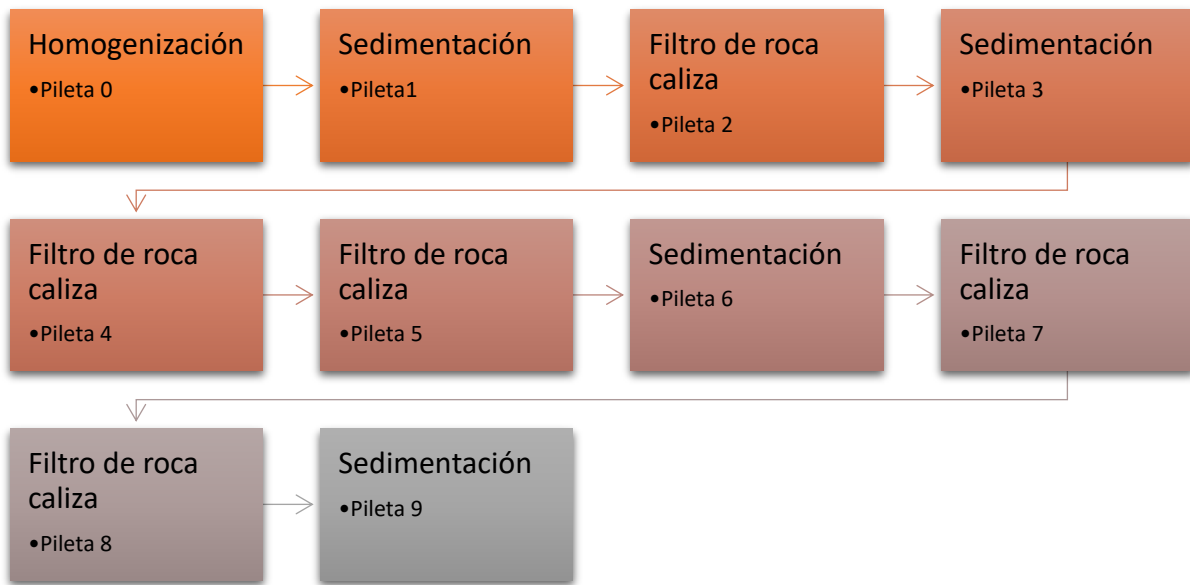 Homogenización
•Pileta 0
Sedimentación
•Pileta1
Filtro de roca
caliza
•Pileta 2
Sedimentación
•Pileta 3
Filtro de roca
caliza
•Pileta 4
Filtro de roca
caliza
•Pileta 5
Sedimentación
•Pileta 6
Filtro de roca
caliza
•Pileta 7
Filtro de roca
caliza
•Pileta 8
Sedimentación
•Pileta 9